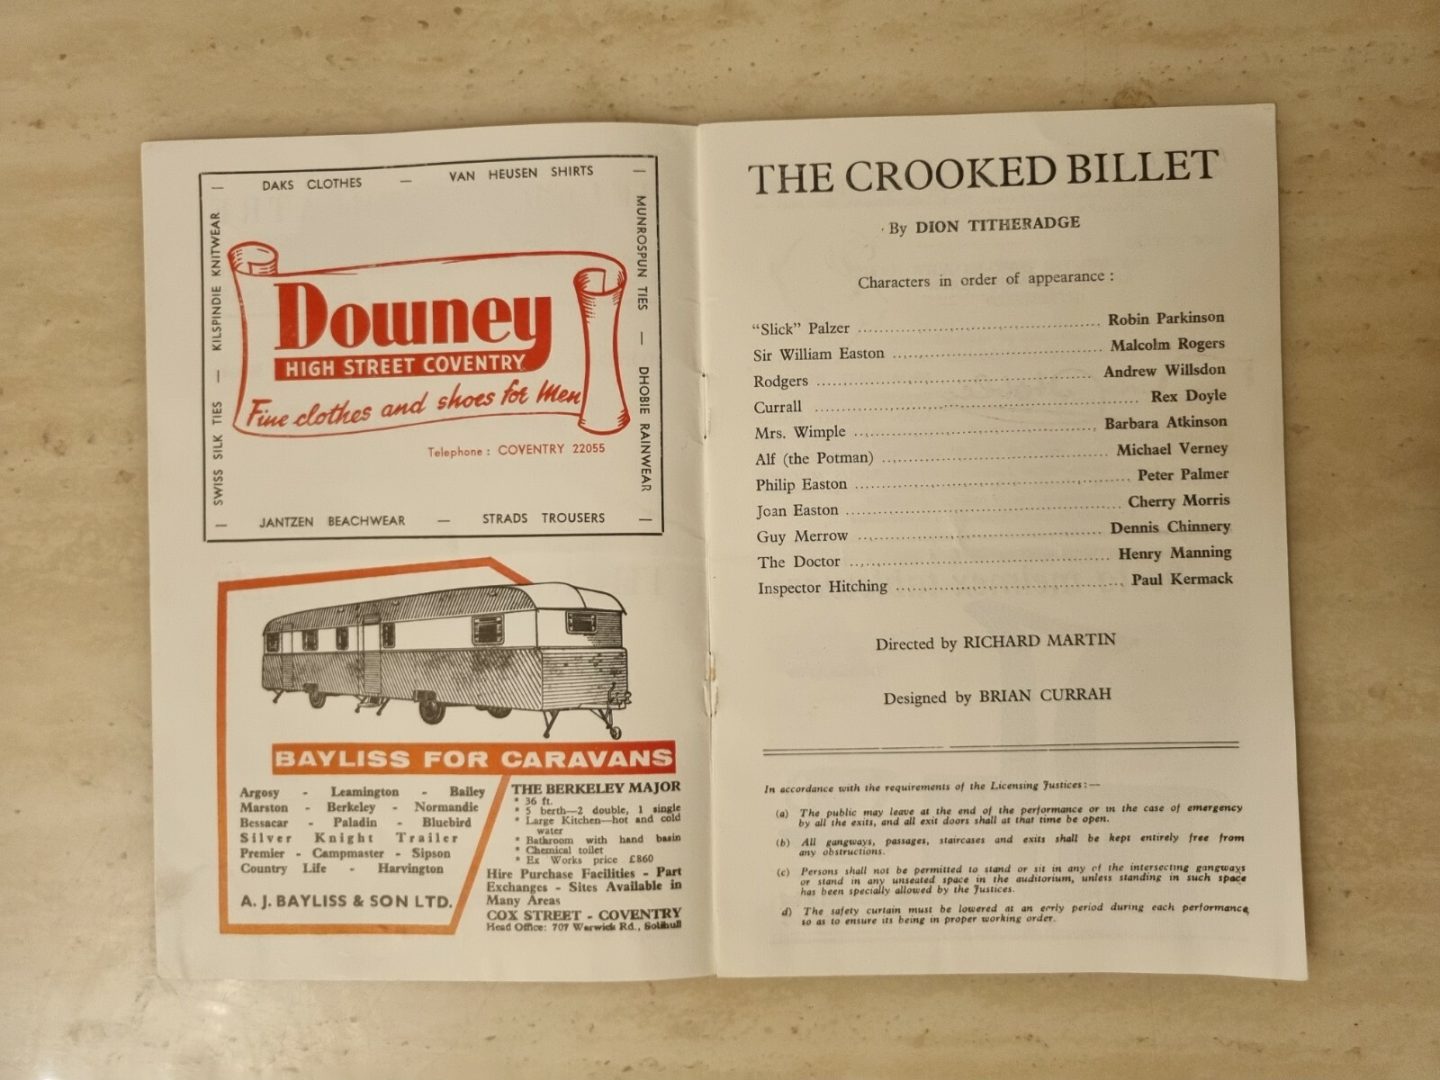 DAKS CLOTHES — VAN HEUSEN SHIRTS —
MUNROSPUN TIES — DHOBIE RAINWEAR
— SWISS SILK TIES — KILSPINDIE KNITWEAR —
Downey
HIGH STREET COVENTRY
Fine clothes and shoes for Men
Telephone : COVENTRY 22055
JANTZEN BEACHWEAR — STRADS TROUSERS —
BAYLISS FOR CARAVANS
Argosy - Leamington - Bailey
Marston - Berkeley - Normandie
Bessacar - Paladin - Bluebird
Silver Knight Trailer
Premier - Campmaster - Sipson
Country Life - Harvington
A. J. BAYLISS & SON LTD.
THE BERKELEY MAJOR
* 36 ft.
* 5 berth—2 double, 1 single
* Large Kitchen—hot and cold
water
* Bathroom with hand basin
* Chemical toilet
* Ex Works price £860
Hire Purchase Facilities - Part
Exchanges - Sites Available in
Many Areas
COX STREET - COVENTRY
Head Office: 707 Warwick Rd., Solihull
THE CROOKED BILLET
By DION TITHERADGE
Characters in order of appearance :
"Slick" Palzer ........ Robin Parkinson
Sir William Easton ........ Malcolm Rogers
Rodgers ........ Andrew Willsdon
Currall ........ Rex Doyle
Mrs. Wimple ........ Barbara Atkinson
Alf (the Potman) ........ Michael Verney
Philip Easton ........ Peter Palmer
Joan Easton ........ Cherry Morris
Guy Merrow ........ Dennis Chinnery
The Doctor ........ Henry Manning
Inspector Hitching ........ Paul Kermack
Directed by RICHARD MARTIN
Designed by BRIAN CURRAH
In accordance with the requirements of the Licensing Justices :—
(a) The public may leave at the end of the performance or in the case of emergency
by all the exits, and all exit doors shall at that time be open.
(b) All gangways, passages, staircases and exits shall be kept entirely free from
any obstructions.
(c) Persons shall not be permitted to stand or sit in any of the intersecting gangways
or stand in any unseated space in the auditorium, unless standing in such space
has been specially allowed by the Justices.
d) The safety curtain must be lowered at an early period during each performance,
so as to ensure its being in proper working order.